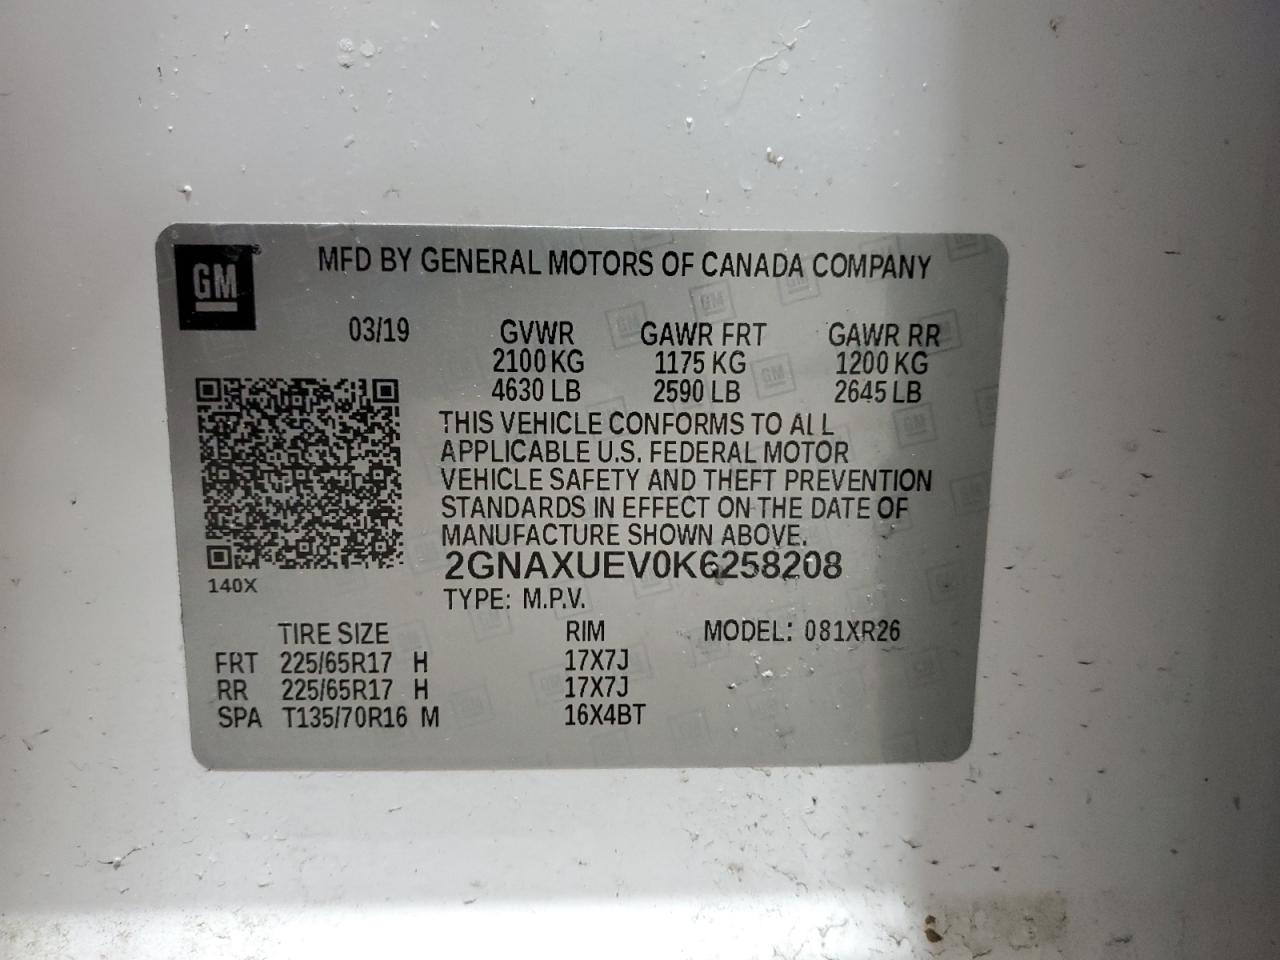 GM
MFD BY GENERAL MOTORS OF CANADA COMPANY
03/19 GVWR GAWR FRT GAWR RR
2100 KG 1175 KG 1200 KG
4630 LB 2590 LB 2645 LB
THIS VEHICLE CONFORMS TO ALL
APPLICABLE U.S. FEDERAL MOTOR
VEHICLE SAFETY AND THEFT PREVENTION
STANDARDS IN EFFECT ON THE DATE OF
MANUFACTURE SHOWN ABOVE.
2GNAXUEV0K6258208
140X
TYPE: M.P.V.
TIRE SIZE RIM MODEL: 081XR26
FRT 225/65R17 H 17X7J
RR 225/65R17 H 17X7J
SPA T135/70R16 M 16X4BT